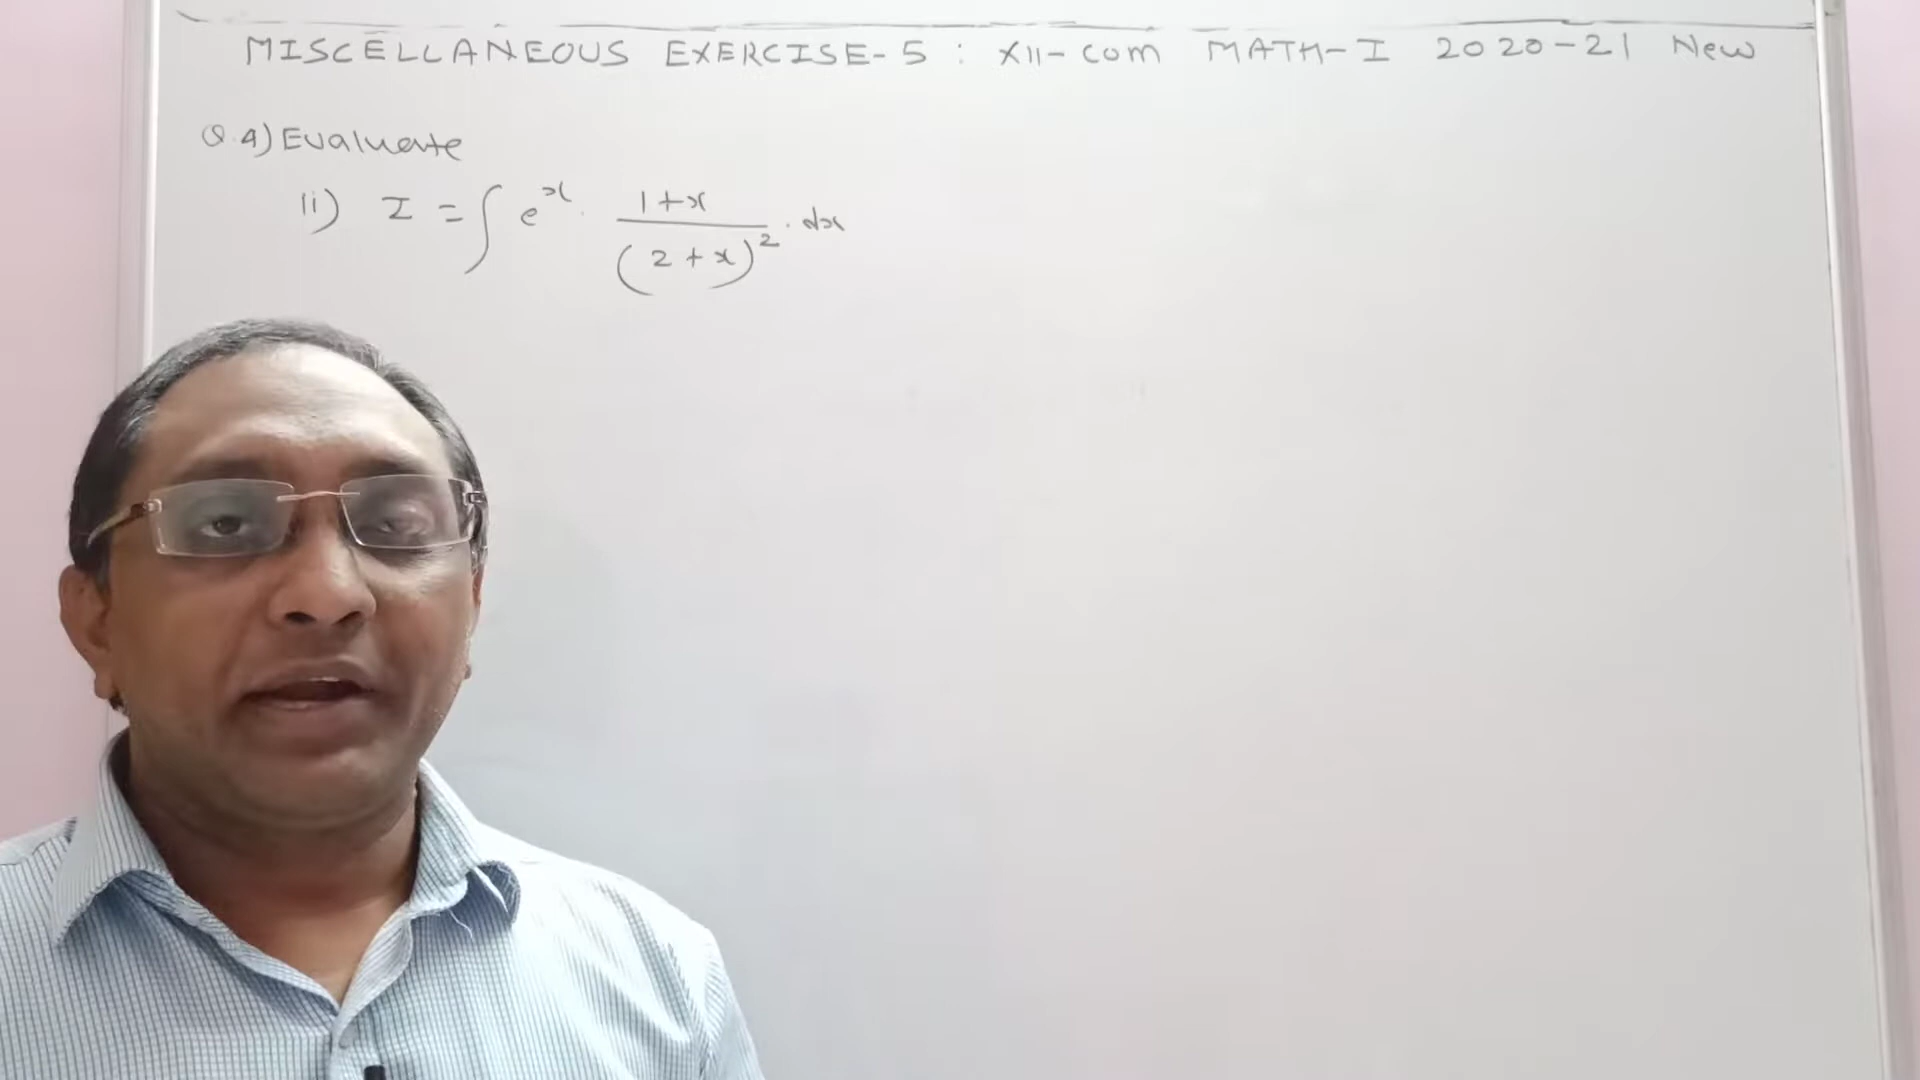 MISCELLANEOUS EXERCISE-5 : XII-com MATH-I 2020-21 New
Q.4) Evaluate
ii) I = ∫ e^x · (1+x)/(2+x)^2 · dx